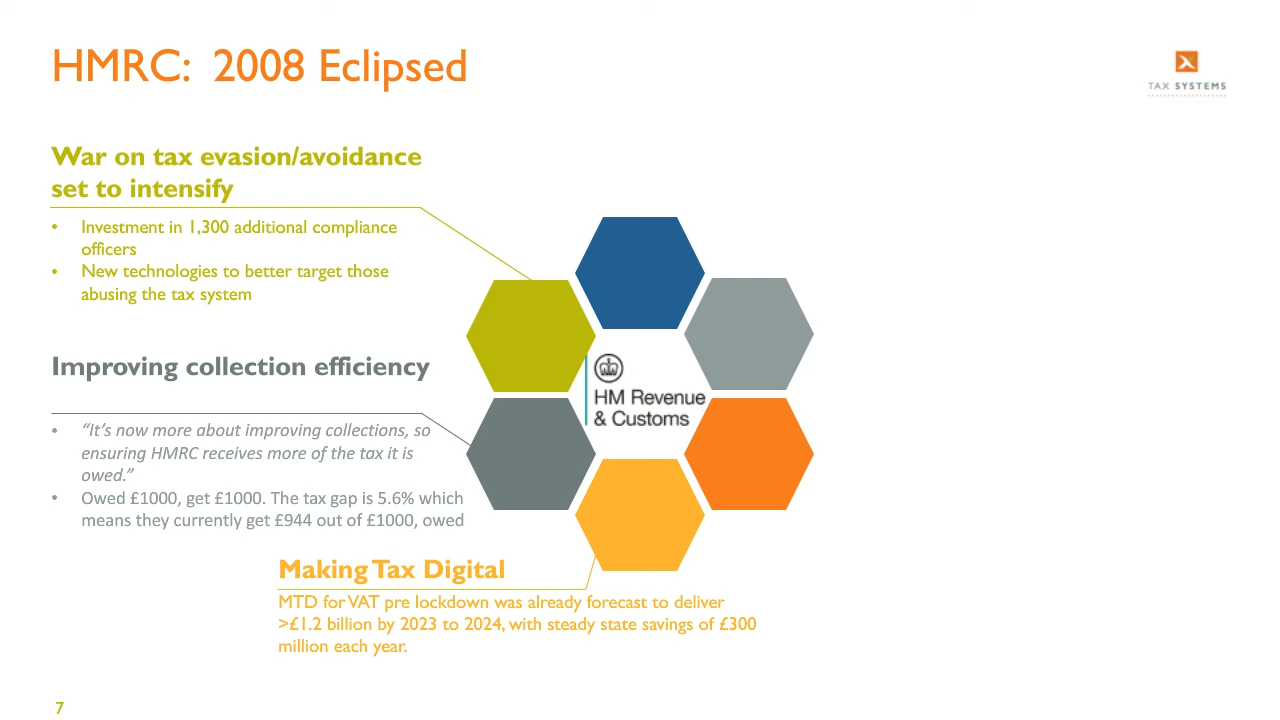 HMRC: 2008 Eclipsed
TAX SYSTEMS
War on tax evasion/avoidance
set to intensify
• Investment in 1,300 additional compliance
officers
• New technologies to better target those
abusing the tax system
Improving collection efficiency
• “It’s now more about improving collections, so
ensuring HMRC receives more of the tax it is
owed.”
• Owed £1000, get £1000. The tax gap is 5.6% which
means they currently get £944 out of £1000, owed
HM Revenue
& Customs
Making Tax Digital
MTD for VAT pre lockdown was already forecast to deliver
>£1.2 billion by 2023 to 2024, with steady state savings of £300
million each year.
7